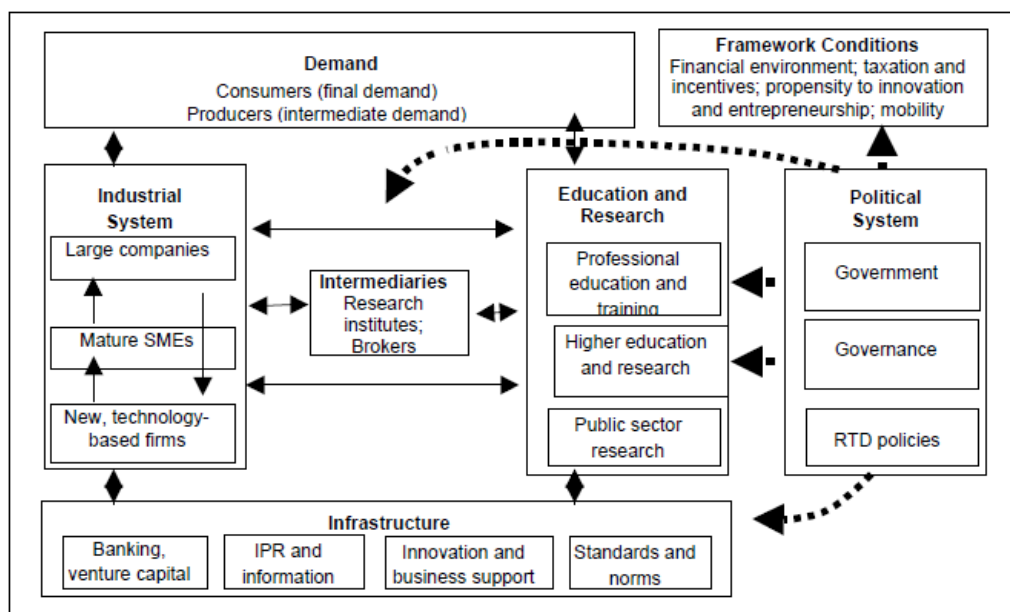 Demand
Consumers (final demand)
Producers (intermediate demand)
Framework Conditions
Financial environment; taxation and
incentives; propensity to innovation
and entrepreneurship; mobility
Industrial
System
Large companies
Mature SMEs
New, technology-
based firms
Intermediaries
Research
institutes;
Brokers
Education and
Research
Professional
education and
training
Higher education
and research
Public sector
research
Political
System
Government
Governance
RTD policies
Infrastructure
Banking,
venture capital
IPR and
information
Innovation and
business support
Standards and
norms